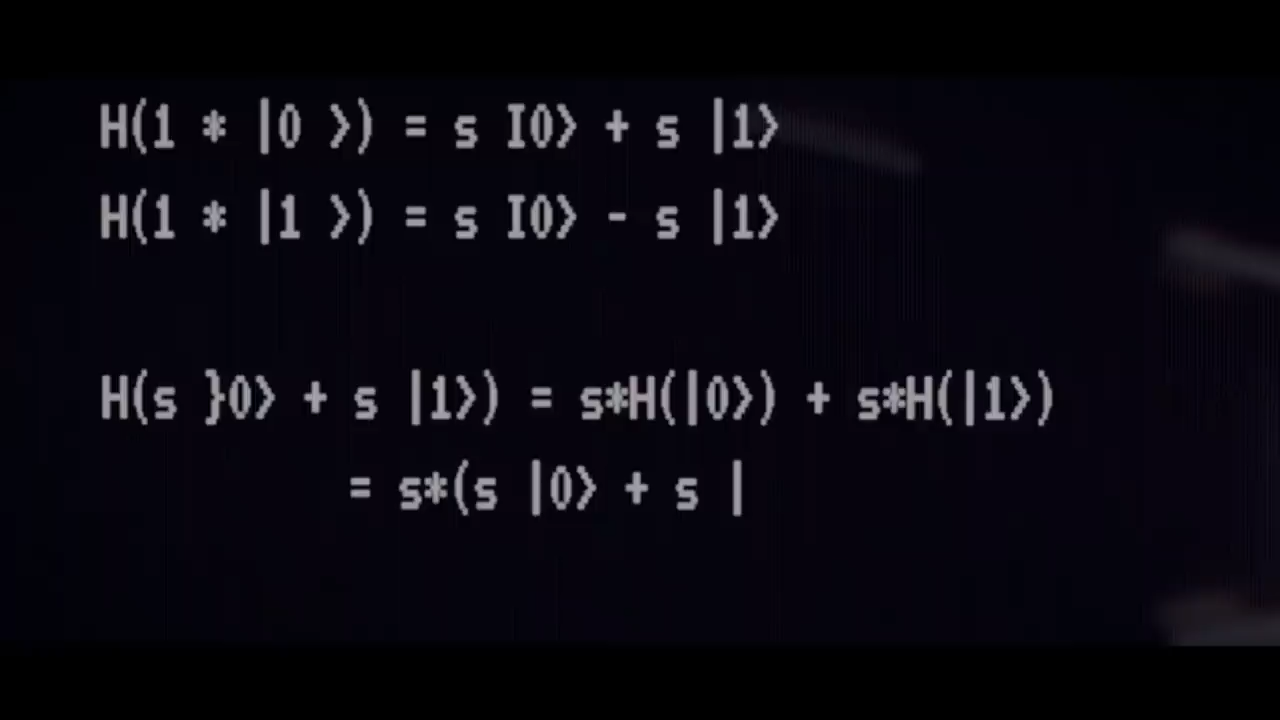 H(1 * |0 >) = s I0> + s |1>
H(1 * |1 >) = s I0> - s |1>
H(s }0> + s |1>) = s*H(|0>) + s*H(|1>)
= s*(s |0> + s |